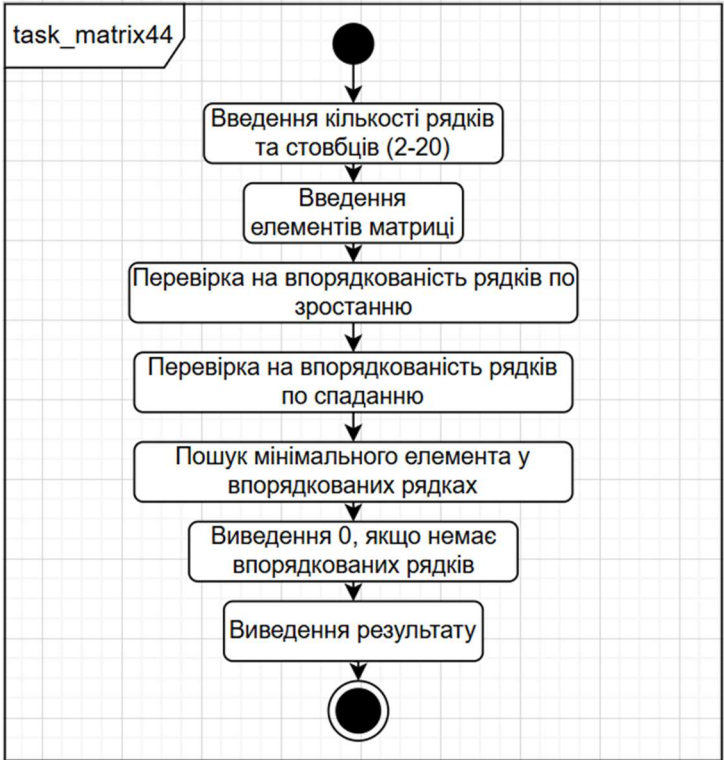 task_matrix44
Введення кількості рядків
та стовбців (2-20)
Введення
елементів матриці
Перевірка на впорядкованість рядків по
зростанню
Перевірка на впорядкованість рядків
по спаданню
Пошук мінімального елемента у
впорядкованих рядках
Виведення 0, якщо немає
впорядкованих рядків
Виведення результату